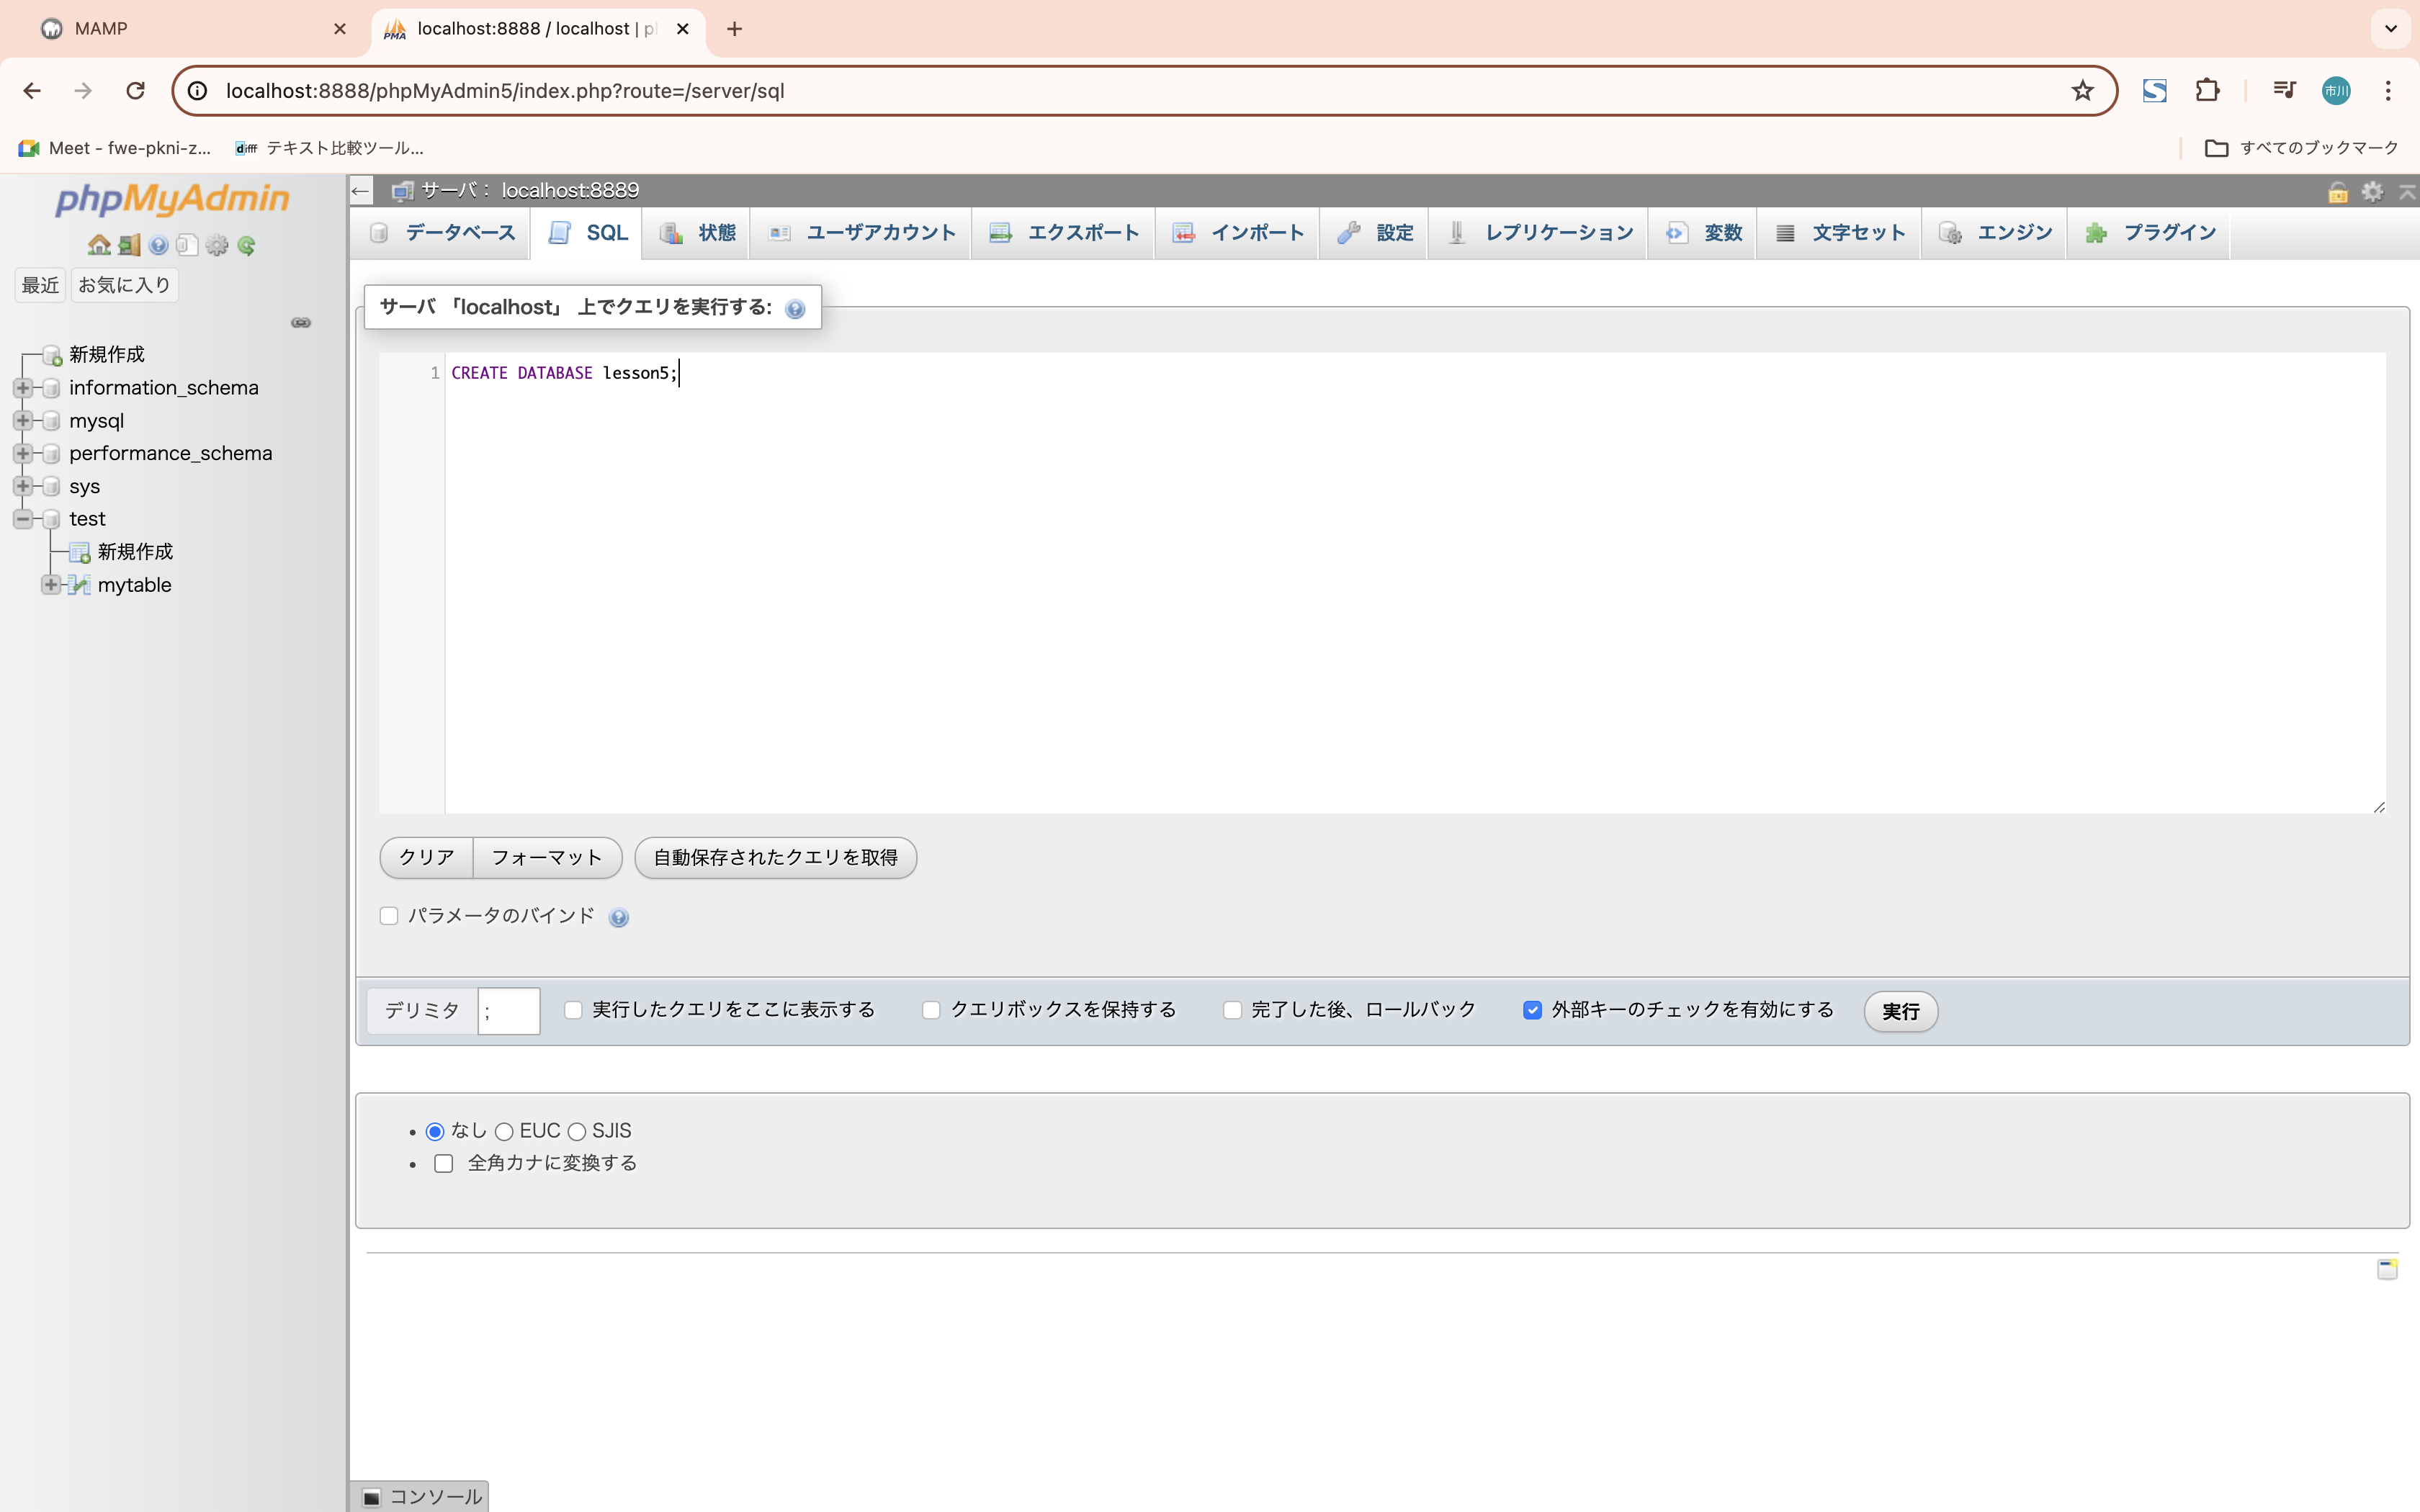 MAMP
localhost:8888 / localhost | p
localhost:8888/phpMyAdmin5/index.php?route=/server/sql
市川
Meet - fwe-pkni-z...
diff テキスト比較ツール...
すべてのブックマーク
phpMyAdmin
最近 お気に入り
新規作成
information_schema
mysql
performance_schema
sys
test
新規作成
mytable
サーバ： localhost:8889
データベース SQL 状態 ユーザアカウント エクスポート インポート 設定 レプリケーション 変数 文字セット エンジン プラグイン
サーバ 「localhost」 上でクエリを実行する:
1 CREATE DATABASE lesson5;
クリア フォーマット 自動保存されたクエリを取得
パラメータのバインド
デリミタ ; 実行したクエリをここに表示する クエリボックスを保持する 完了した後、ロールバック 外部キーのチェックを有効にする 実行
なし EUC SJIS
全角カナに変換する
コンソール